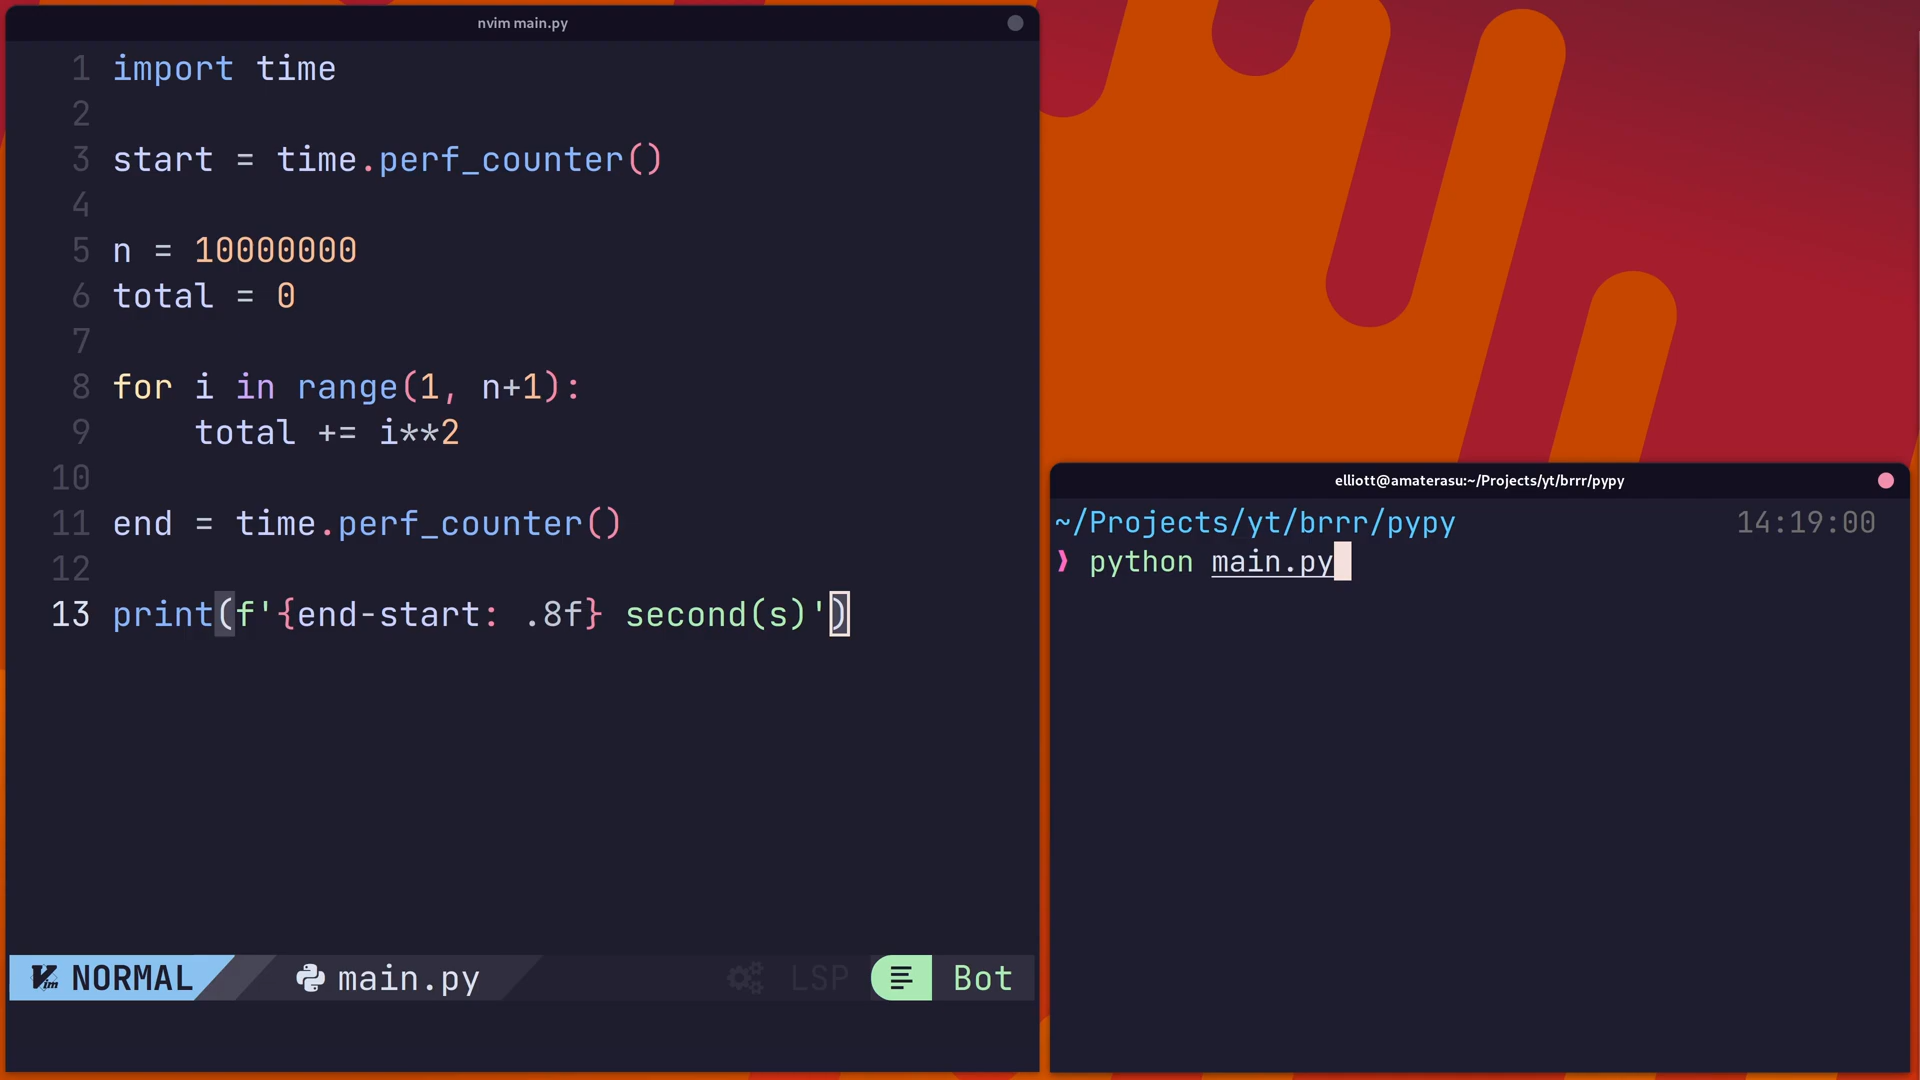 nvim main.py
1 import time
2
3 start = time.perf_counter()
4
5 n = 10000000
6 total = 0
7
8 for i in range(1, n+1):
9     total += i**2
10
11 end = time.perf_counter()
12
13 print(f'{end-start: .8f} second(s)')
NORMAL main.py LSP Bot
elliott@amaterasu:~/Projects/yt/brrr/pypy
~/Projects/yt/brrr/pypy 14:19:00
❱ python main.py